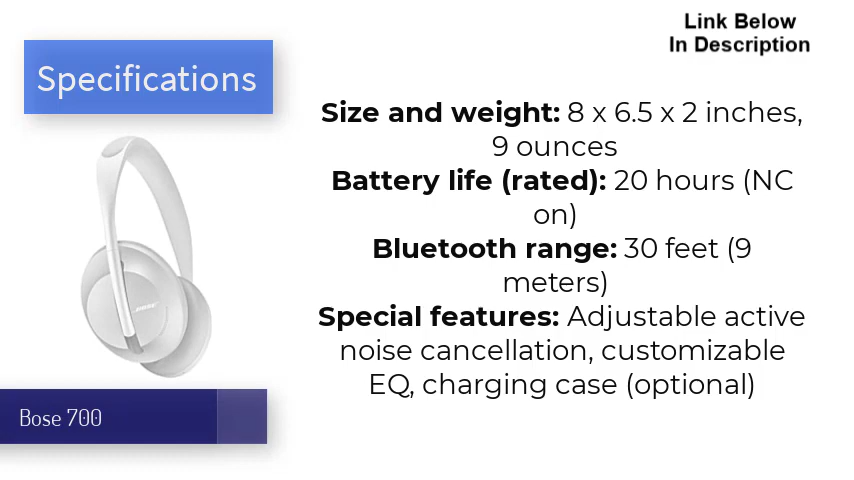 Link Below
In Description
Specifications
Size and weight: 8 x 6.5 x 2 inches,
9 ounces
Battery life (rated): 20 hours (NC
on)
Bluetooth range: 30 feet (9
meters)
Special features: Adjustable active
noise cancellation, customizable
EQ, charging case (optional)
BOSE
Bose 700